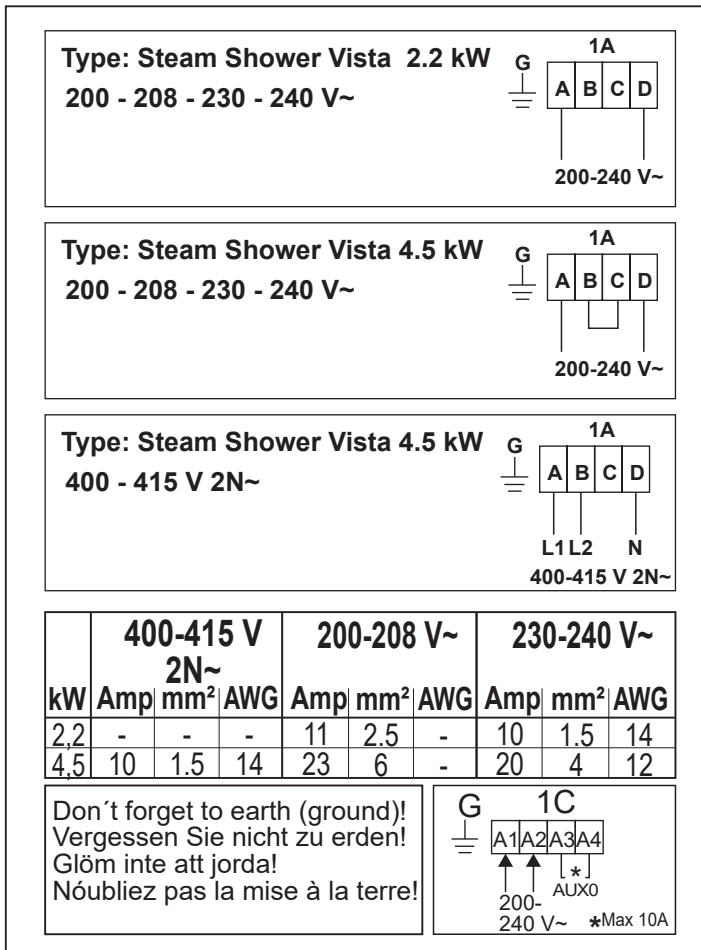 Type: Steam Shower Vista 2.2 kW
200 - 208 - 230 - 240 V~
G 1A
A B C D
200-240 V~
Type: Steam Shower Vista 4.5 kW
200 - 208 - 230 - 240 V~
G 1A
A B C D
200-240 V~
Type: Steam Shower Vista 4.5 kW
400 - 415 V 2N~
G 1A
A B C D
L1 L2 N
400-415 V 2N~
400-415 V 200-208 V~ 230-240 V~
2N~
kW Amp mm² AWG Amp mm² AWG Amp mm² AWG
2,2 - - - 11 2.5 - 10 1.5 14
4,5 10 1.5 14 23 6 - 20 4 12
Don´t forget to earth (ground)!
Vergessen Sie nicht zu erden!
Glöm inte att jorda!
Nóubliez pas la mise à la terre!
G 1C
A1 A2 A3 A4
*
AUX0
200-
240 V~ *Max 10A